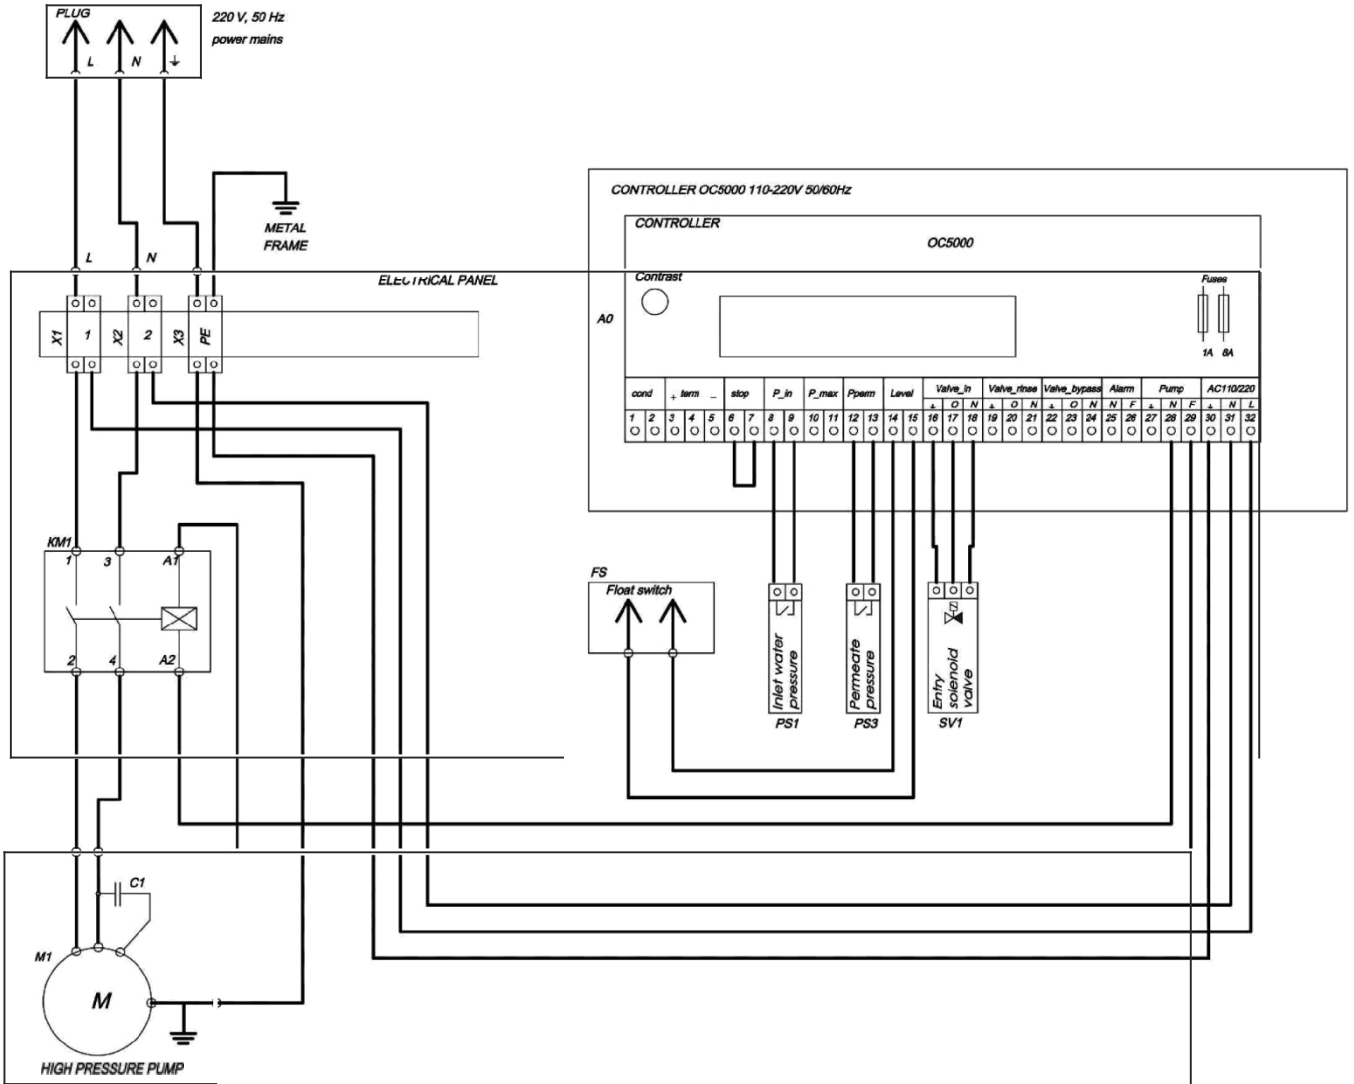 PLUG
220 V, 50 Hz
power mains
L N
METAL
FRAME
L N
ELECTRICAL PANEL
X1 1 X2 2 X3 PE
KM1
1 3 A1
2 4 A2
C1
M1
M
HIGH PRESSURE PUMP
CONTROLLER OC5000 110-220V 50/60Hz
CONTROLLER
OC5000
Contrast
Fuses
A0
1A 8A
cond + term - stop P_in P_max Pperm Level Valve_in Valve_rinse Valve_bypass Alarm Pump AC110/220
O N O N O N N F N F N L
1 2 3 4 5 6 7 8 9 10 11 12 13 14 15 16 17 18 19 20 21 22 23 24 25 26 27 28 29 30 31 32
FS
Float switch
Inlet water
pressure
PS1
Permeate
pressure
PS3
Entry
solenoid
valve
SV1